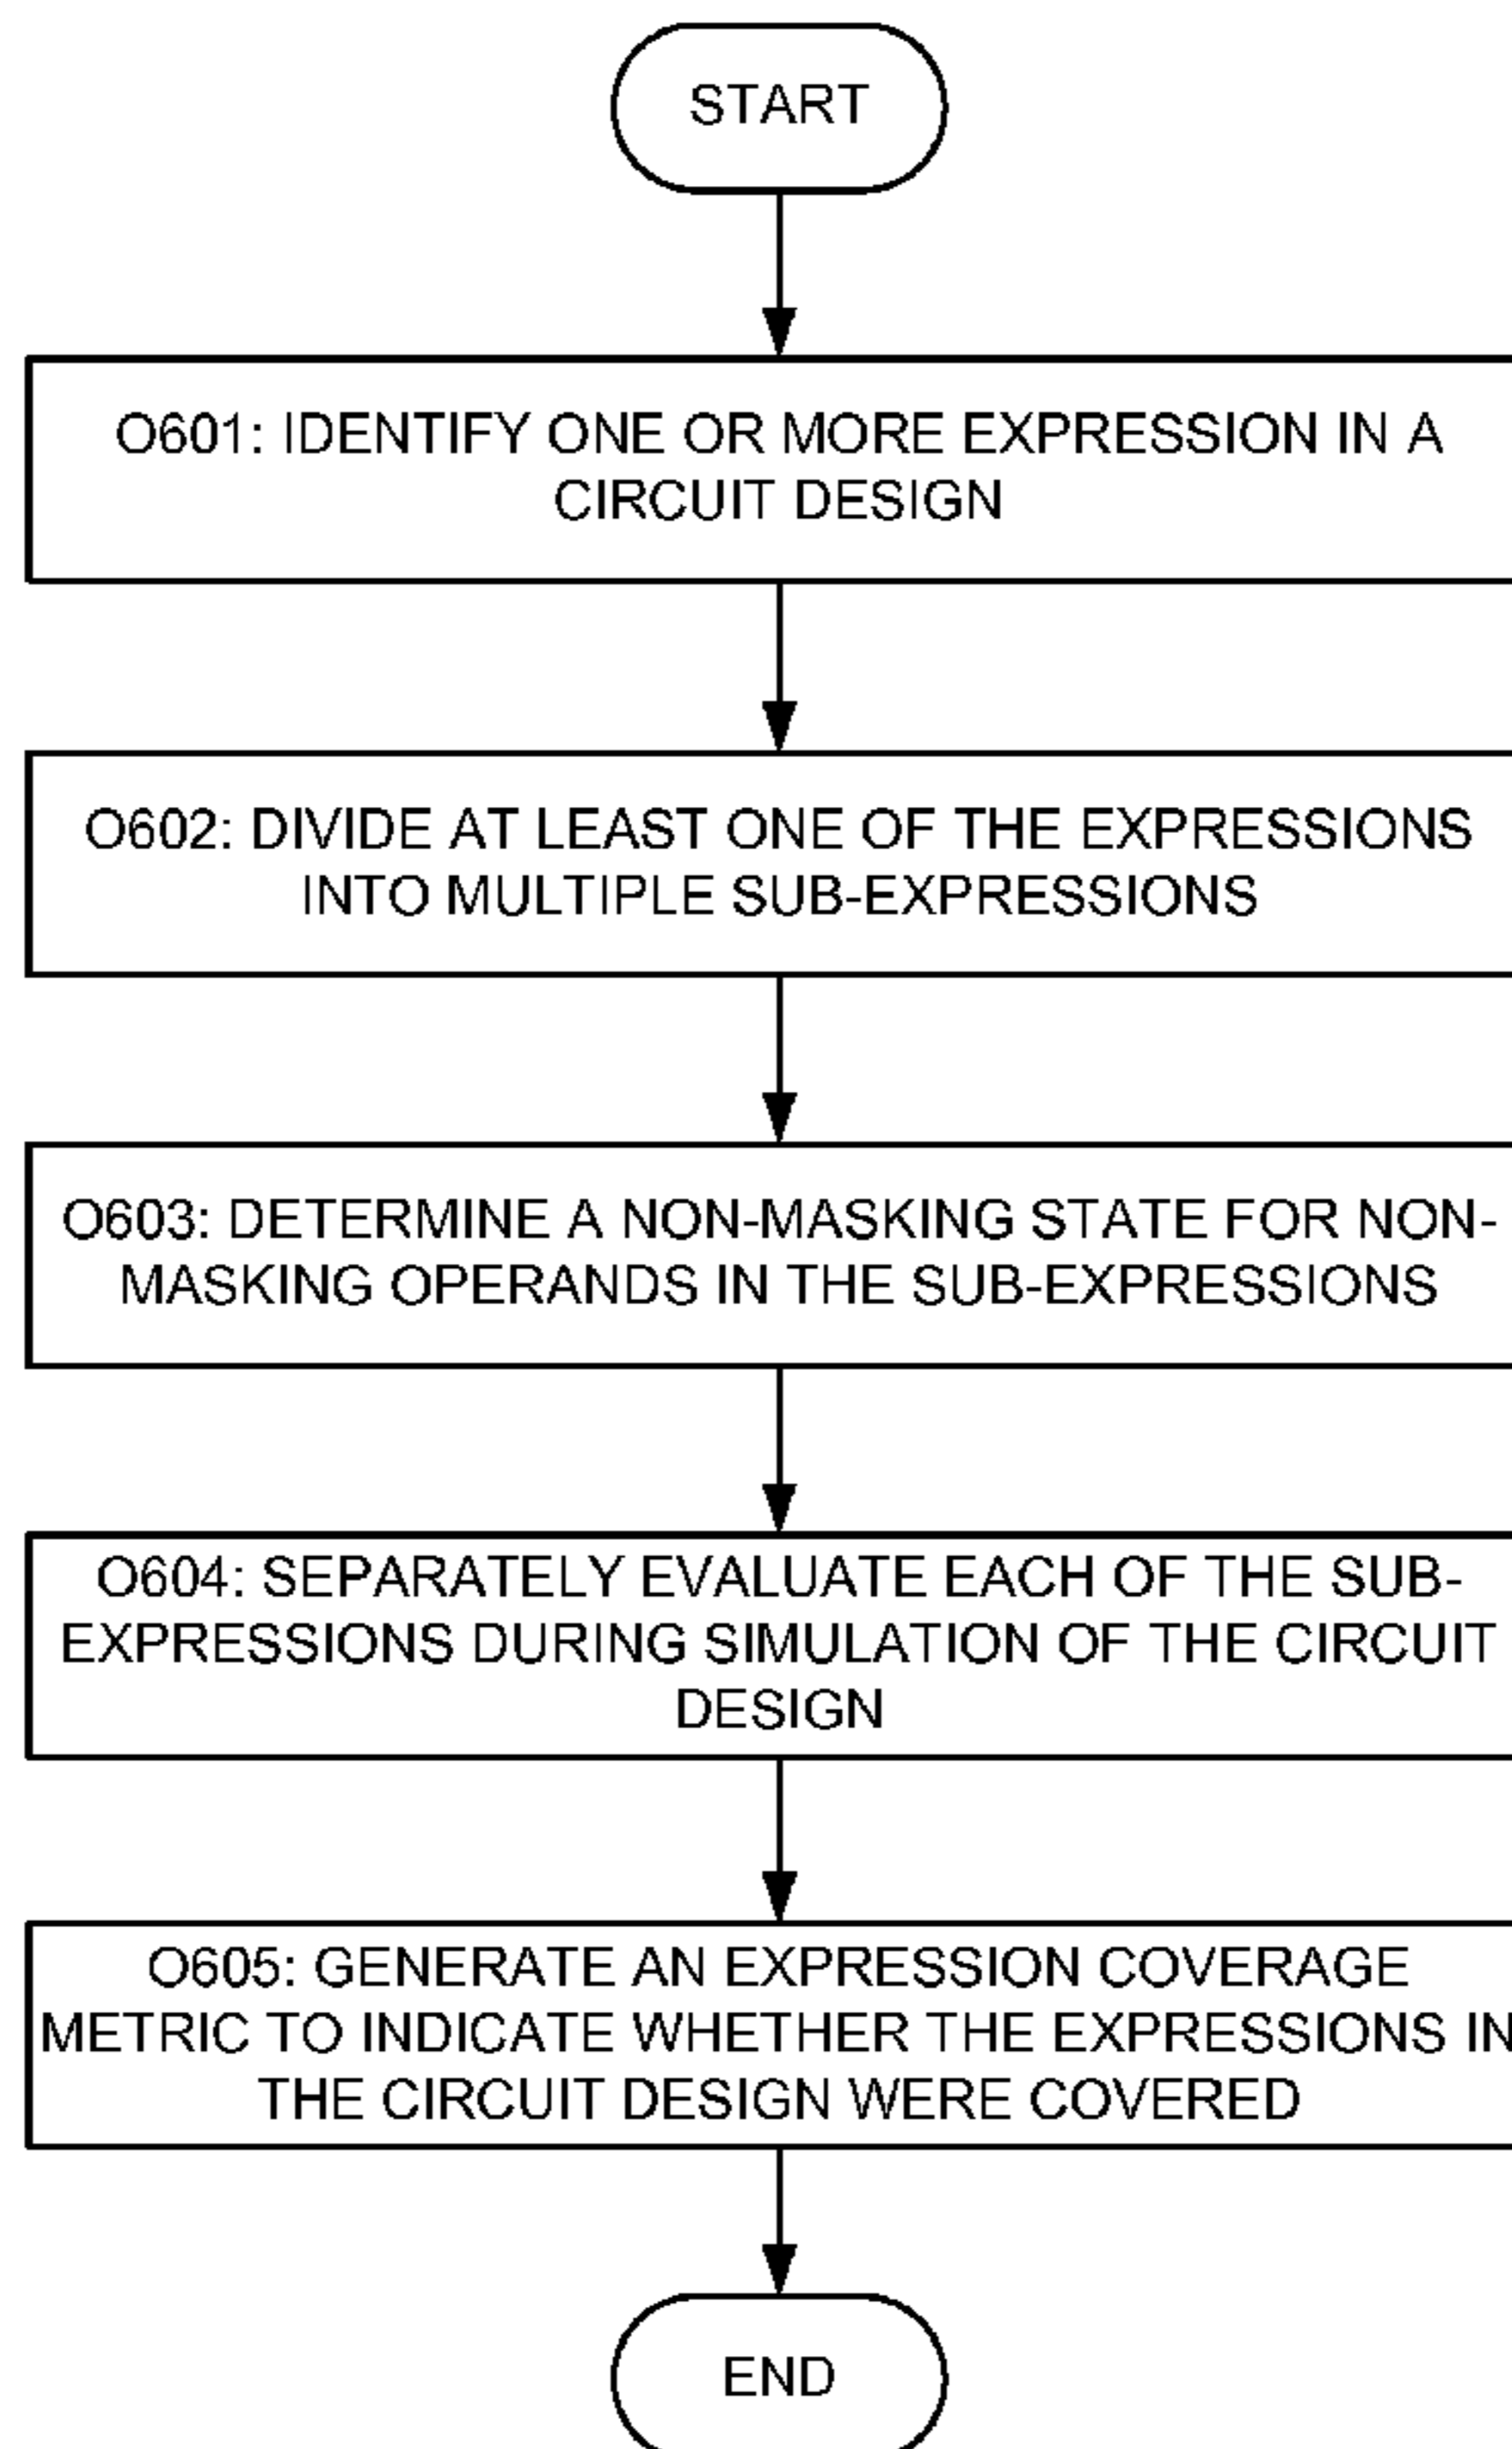 START
O601: IDENTIFY ONE OR MORE EXPRESSION IN A
CIRCUIT DESIGN
O602: DIVIDE AT LEAST ONE OF THE EXPRESSIONS
INTO MULTIPLE SUB-EXPRESSIONS
O603: DETERMINE A NON-MASKING STATE FOR NON-
MASKING OPERANDS IN THE SUB-EXPRESSIONS
O604: SEPARATELY EVALUATE EACH OF THE SUB-
EXPRESSIONS DURING SIMULATION OF THE CIRCUIT
DESIGN
O605: GENERATE AN EXPRESSION COVERAGE
METRIC TO INDICATE WHETHER THE EXPRESSIONS IN
THE CIRCUIT DESIGN WERE COVERED
END